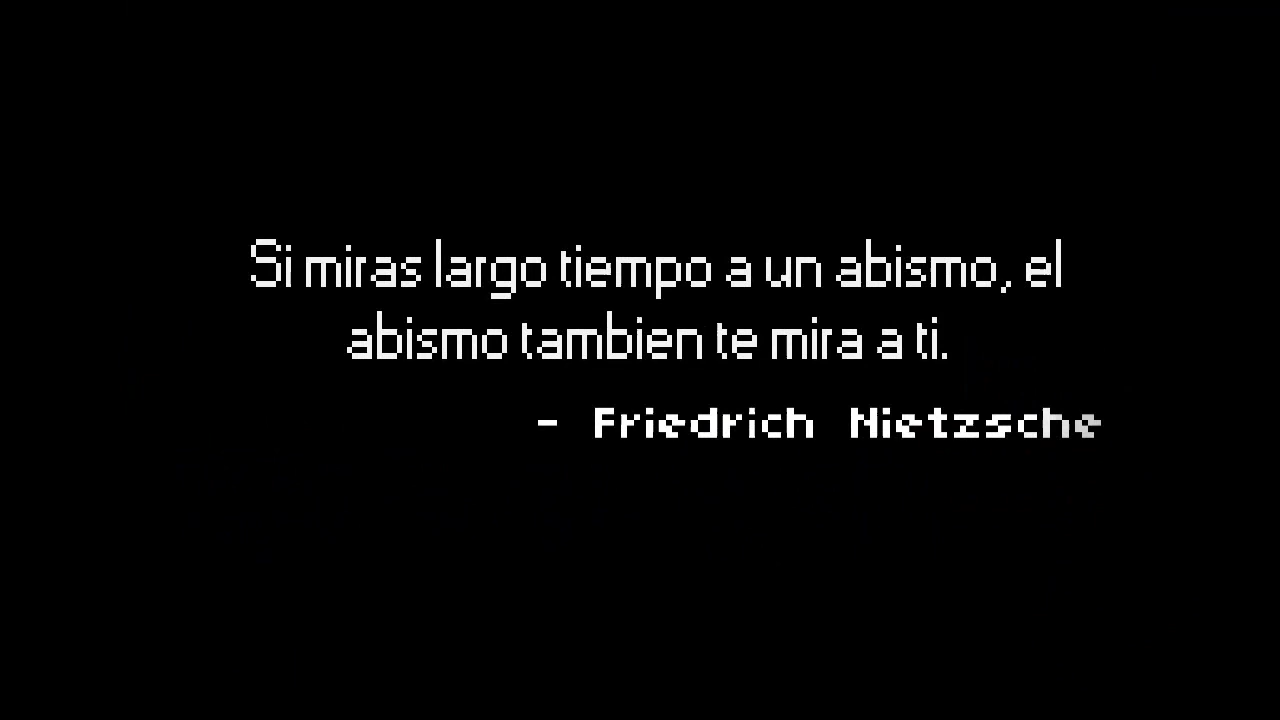 Si miras largo tiempo a un abismo, el
abismo tambien te mira a ti.
- Friedrich Nietzsche